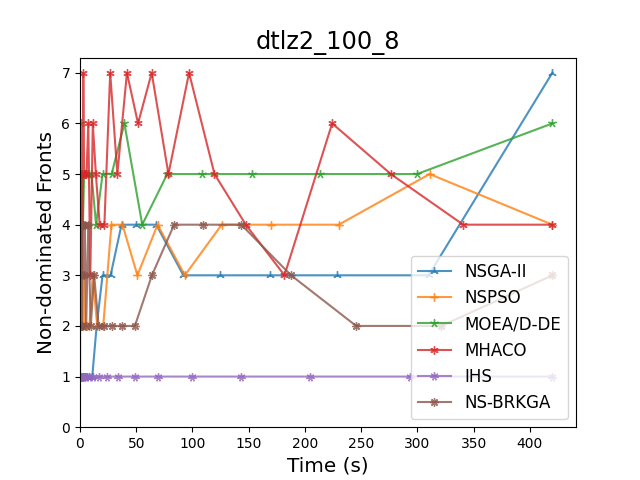 dtlz2_100_8
Non-dominated Fronts
7
6
5
4
3
2
1
0
0 50 100 150 200 250 300 350 400
Time (s)
NSGA-II
NSPSO
MOEA/D-DE
MHACO
IHS
NS-BRKGA